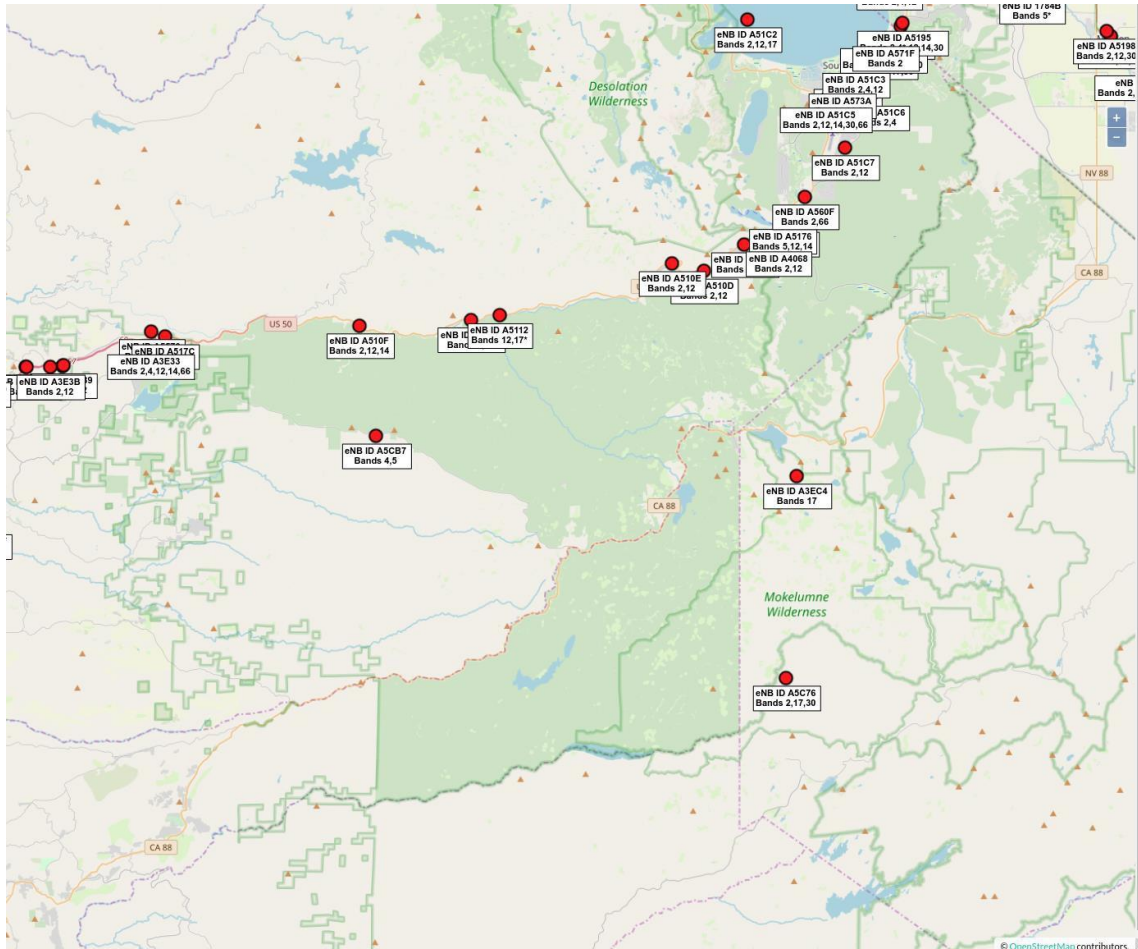 eNB ID 1784B
Bands 5*
eNB ID A51C2
Bands 2,12,17
eNB ID A5195
eNB ID A571F
Bands 2
eNB ID A5198
Bands 2,12,30
eNB
Bands 2,
Desolation
Wilderness
eNB ID A51C3
Bands 2,4,12
eNB ID A573A
eNB ID A51C5
Bands 2,12,14,30,66
A51C6
2,4
+
−
eNB ID A51C7
Bands 2,12
NV 88
eNB ID A560F
Bands 2,66
eNB ID A5176
Bands 5,12,14
eNB ID
Bands
eNB ID A4068
Bands 2,12
CA 88
eNB ID A510E
Bands 2,12
A510D
2,12
US 50
eNB ID A510F
Bands 2,12,14
eNB ID
Bands
eNB ID A5112
Bands 12,17*
eNB ID A517C
eNB ID A3E33
Bands 2,4,12,14,66
eNB ID A3E3B
Bands 2,12
eNB ID A5CB7
Bands 4,5
eNB ID A3EC4
Bands 17
CA 88
Mokelumne
Wilderness
eNB ID A5C76
Bands 2,17,30
CA 88
© OpenStreetMap contributors